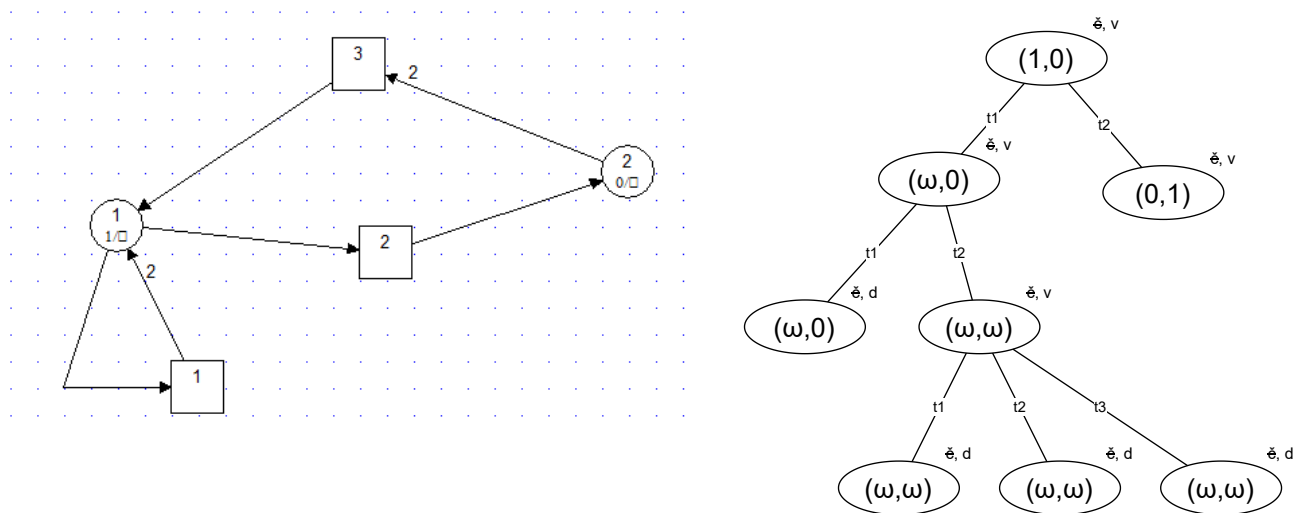 3
2
2
0/□
1
1/□
2
2
1
ě, v
(1,0)
t1
t2
ě, v
(ω,0)
ě, v
(0,1)
t1
t2
ě, d
(ω,0)
ě, v
(ω,ω)
t1
t2
t3
ě, d
(ω,ω)
ě, d
(ω,ω)
ě, d
(ω,ω)